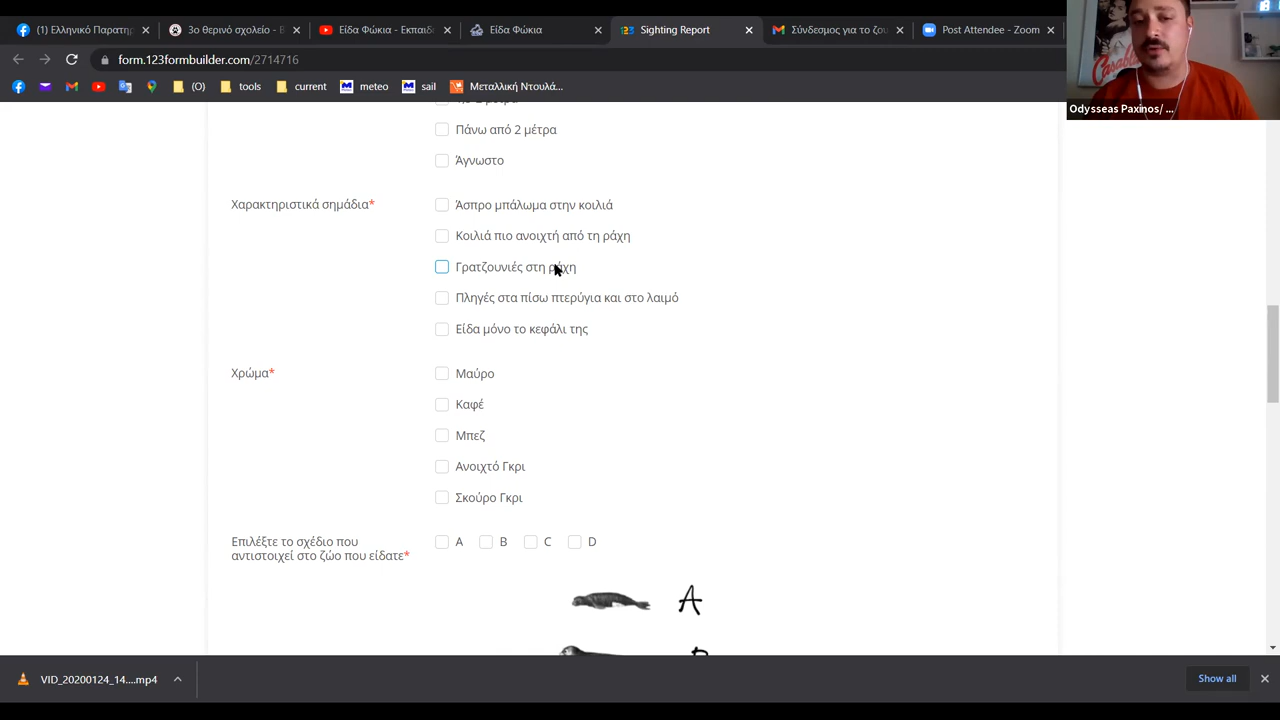 (1) Ελληνικό Παρατηρ
3ο θερινό σχολείο - Β
Είδα Φώκια - Εκπαιδε
Είδα Φώκια
123 Sighting Report
Σύνδεσμος για το ζου
Post Attendee - Zoom
form.123formbuilder.com/2714716
(O)
tools
current
meteo
sail
Μεταλλική Ντουλά...
Odysseas Paxinos/ ...
Πάνω από 2 μέτρα
Άγνωστο
Χαρακτηριστικά σημάδια*
Άσπρο μπάλωμα στην κοιλιά
Κοιλιά πιο ανοιχτή από τη ράχη
Γρατζουνιές στη ράχη
Πληγές στα πίσω πτερύγια και στο λαιμό
Είδα μόνο το κεφάλι της
Χρώμα*
Μαύρο
Καφέ
Μπεζ
Ανοιχτό Γκρι
Σκούρο Γκρι
Επιλέξτε το σχέδιο που
αντιστοιχεί στο ζώο που είδατε*
A B C D
A
VID_20200124_14....mp4
Show all